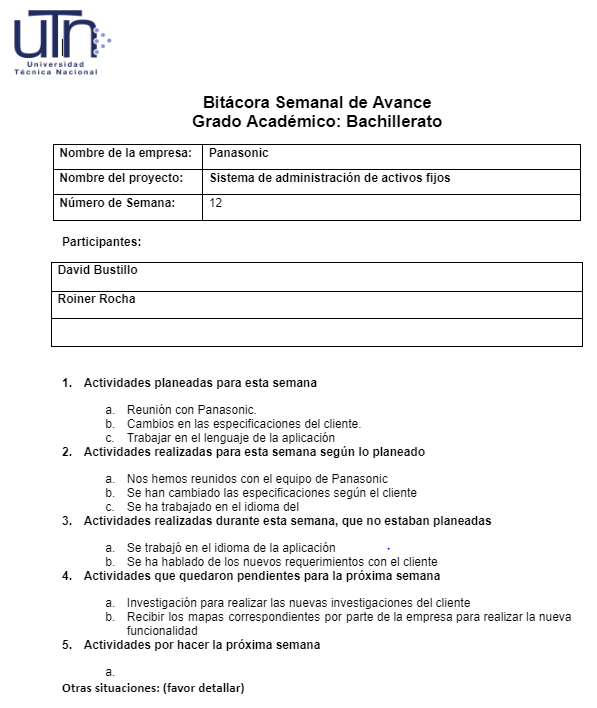 UTN
Universidad
Técnica Nacional
Bitácora Semanal de Avance
Grado Académico: Bachillerato
Nombre de la empresa: Panasonic
Nombre del proyecto: Sistema de administración de activos fijos
Número de Semana: 12
Participantes:
David Bustillo
Roiner Rocha
1. Actividades planeadas para esta semana
a. Reunión con Panasonic.
b. Cambios en las especificaciones del cliente.
c. Trabajar en el lenguaje de la aplicación
2. Actividades realizadas para esta semana según lo planeado
a. Nos hemos reunidos con el equipo de Panasonic
b. Se han cambiado las especificaciones según el cliente
c. Se ha trabajado en el idioma del
3. Actividades realizadas durante esta semana, que no estaban planeadas
a. Se trabajó en el idioma de la aplicación
b. Se ha hablado de los nuevos requerimientos con el cliente
4. Actividades que quedaron pendientes para la próxima semana
a. Investigación para realizar las nuevas investigaciones del cliente
b. Recibir los mapas correspondientes por parte de la empresa para realizar la nueva
funcionalidad
5. Actividades por hacer la próxima semana
a.
Otras situaciones: (favor detallar)